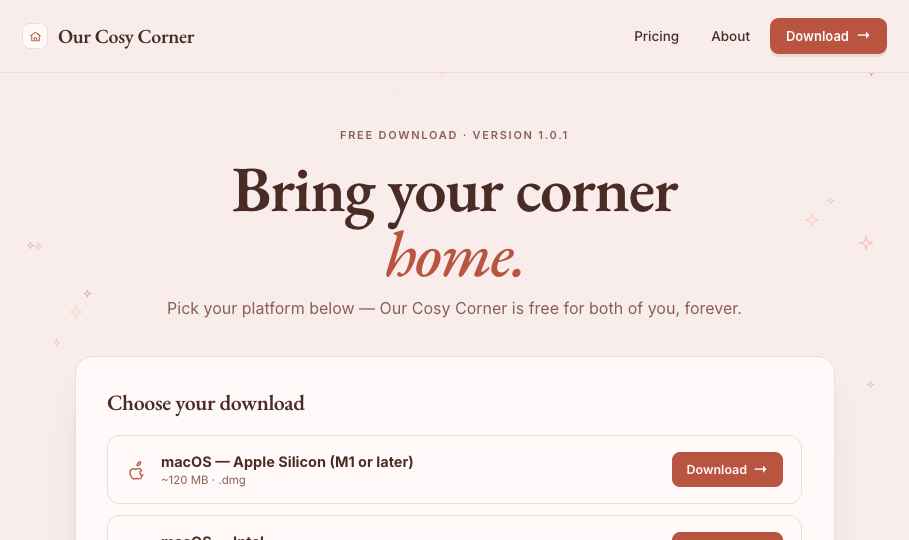 Our Cosy Corner
Pricing
About
Download →
FREE DOWNLOAD · VERSION 1.0.1
Bring your corner
home.
Pick your platform below — Our Cosy Corner is free for both of you, forever.
Choose your download
macOS — Apple Silicon (M1 or later)
~120 MB · .dmg
Download →
macOS — Intel